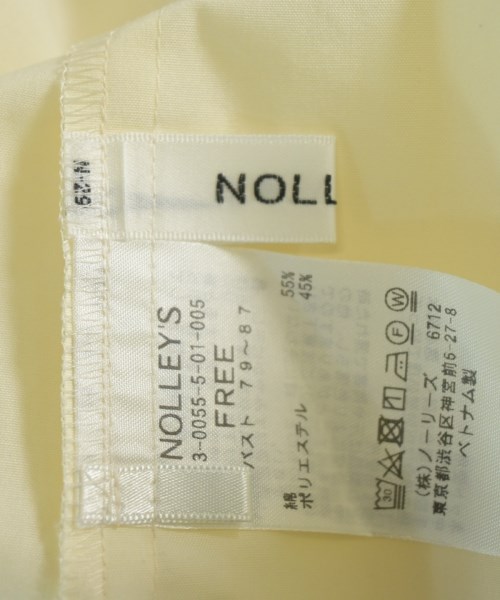 NOLL
NOLLEY'S
3-0055-5-01-005
FREE
バスト 79～87
綿 55%
ポリエステル 45%
30
6712
(株)ノーリーズ
東京都渋谷区神宮前6-27-8
ベトナム製